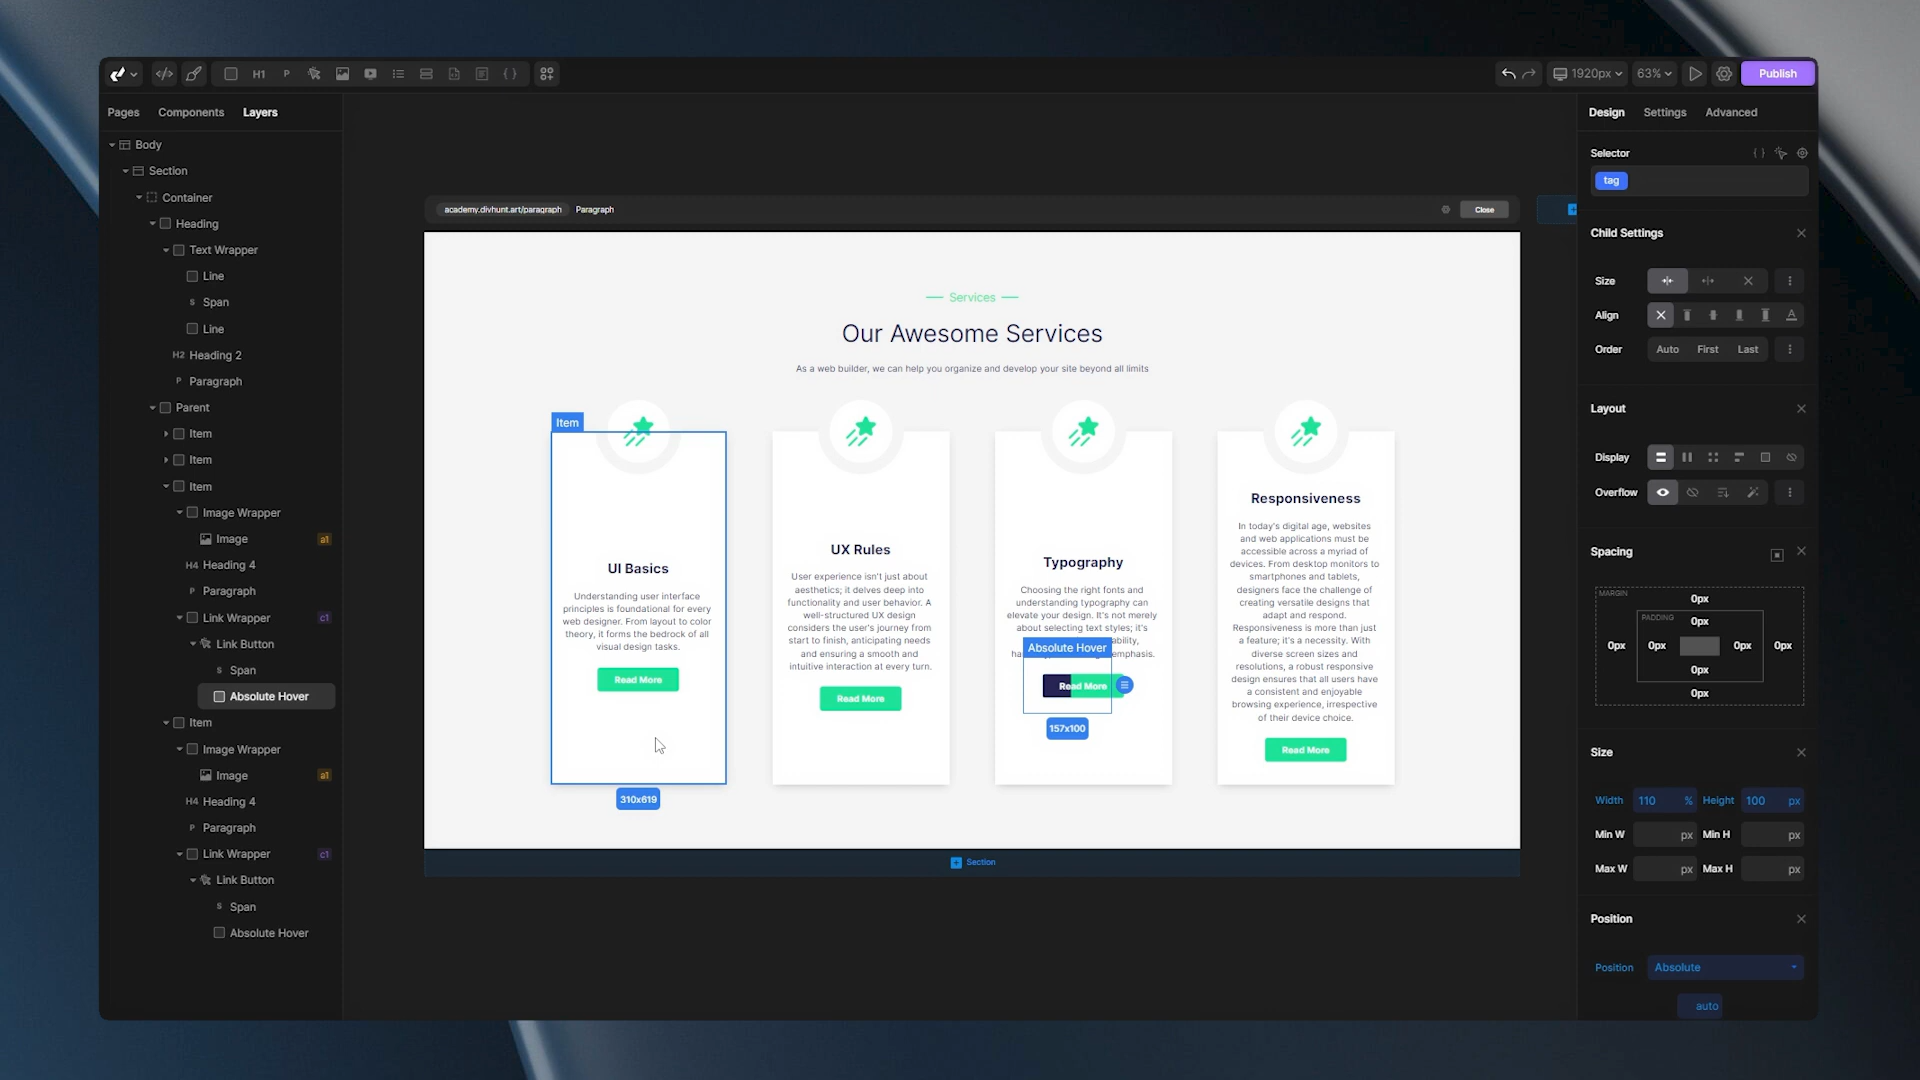 H1
P
1920px
63%
Publish
Pages
Components
Layers
Body
Section
Container
Heading
Text Wrapper
Line
S Span
Line
H2 Heading 2
P Paragraph
Parent
Item
Item
Item
Image Wrapper
Image a1
H4 Heading 4
P Paragraph
Link Wrapper c1
Link Button
S Span
Absolute Hover
Item
Image Wrapper
Image a1
H4 Heading 4
P Paragraph
Link Wrapper c1
Link Button
S Span
Absolute Hover
academy.divhunt.art/paragraph Paragraph
Close
Services
Our Awesome Services
As a web builder, we can help you organize and develop your site beyond all limits
Item
UI Basics
Understanding user interface
principles is foundational for every
web designer. From layout to color
theory, it forms the bedrock of all
visual design tasks.
Read More
310x619
UX Rules
User experience isn't just about
aesthetics; it delves deep into
functionality and user behavior. A
well-structured UX design
considers the user's journey from
start to finish, anticipating needs
and ensuring a smooth and
intuitive interaction at every turn.
Read More
Typography
Choosing the right fonts and
understanding typography can
elevate your design. It's not merely
about selecting text styles; it's
ability,
ha
emphasis.
Absolute Hover
Read More
157x100
Responsiveness
In today's digital age, websites
and web applications must be
accessible across a myriad of
devices. From desktop monitors to
smartphones and tablets,
designers face the challenge of
creating versatile designs that
adapt and respond.
Responsiveness is more than just
a feature; it's a necessity. With
diverse screen sizes and
resolutions, a robust responsive
design ensures that all users have
a consistent and enjoyable
browsing experience, irrespective
of their device choice.
Read More
Section
Design
Settings
Advanced
Selector
tag
Child Settings
Size
Align
Order Auto First Last
Layout
Display
Overflow
Spacing
MARGIN
0px
PADDING
0px
0px 0px 0px 0px
0px
0px
Size
Width 110 % Height 100 px
Min W px Min H px
Max W px Max H px
Position
Position Absolute
auto